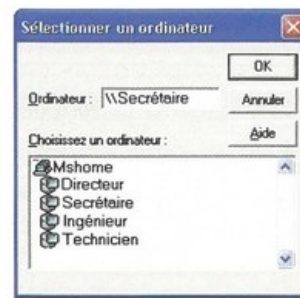 Sélectionner un ordinateur
OK
Ordinateur : \\Secrétaire
Annuler
Aide
Choisissez un ordinateur :
Mshome
Directeur
Secrétaire
Ingénieur
Technicien